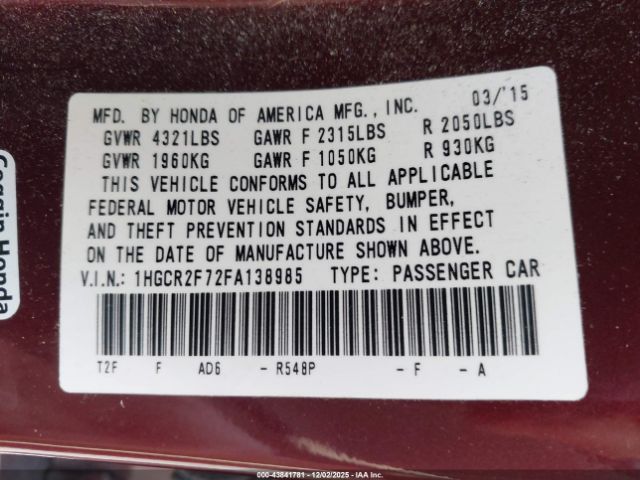 MFD. BY HONDA OF AMERICA MFG., INC. 03/'15
GVWR 4321LBS GAWR F 2315LBS R 2050LBS
GVWR 1960KG GAWR F 1050KG R 930KG
THIS VEHICLE CONFORMS TO ALL APPLICABLE
FEDERAL MOTOR VEHICLE SAFETY, BUMPER,
AND THEFT PREVENTION STANDARDS IN EFFECT
ON THE DATE OF MANUFACTURE SHOWN ABOVE.
V.I.N.: 1HGCR2F72FA138985 TYPE: PASSENGER CAR
T2F F AD6 - R548P - F - A
Coggin Honda
000-43841781 - 12/02/2025 - IAA Inc.